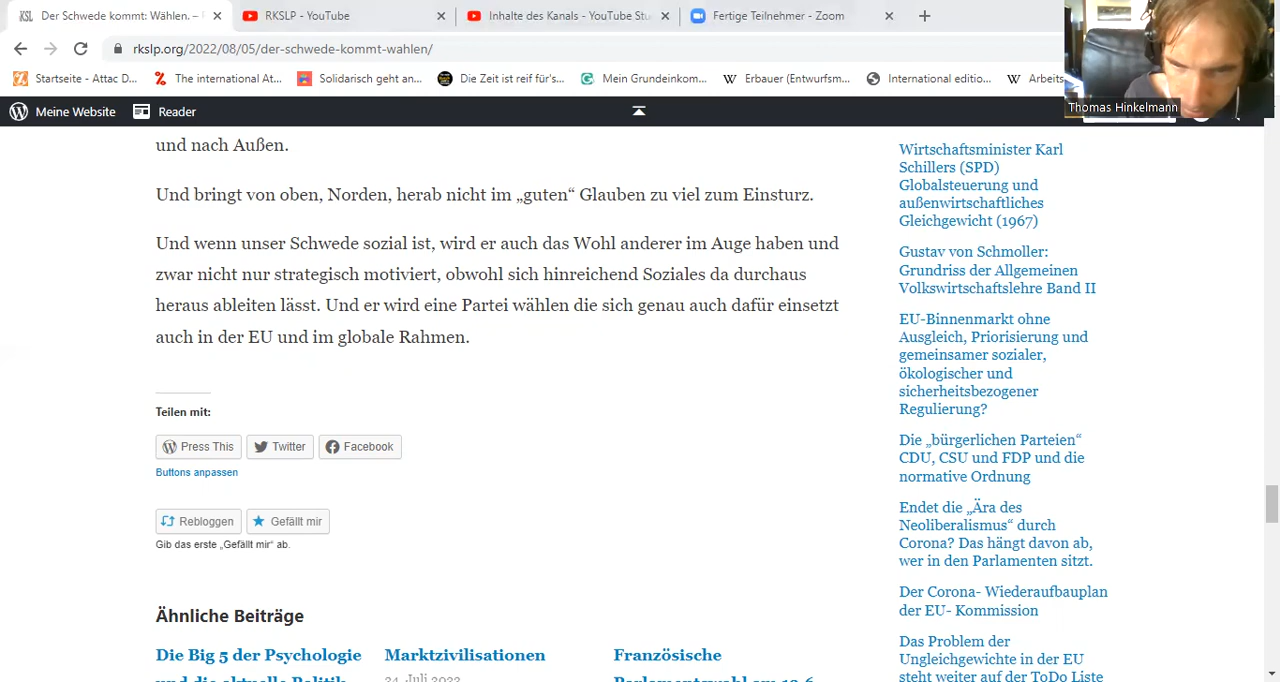 Der Schwede kommt: Wählen. –
RKSLP - YouTube
Inhalte des Kanals - YouTube Stu
Fertige Teilnehmer - Zoom
rkslp.org/2022/08/05/der-schwede-kommt-wahlen/
Startseite - Attac D...
The international At...
Solidarisch geht an...
Die Zeit ist reif für's...
Mein Grundeinkom...
Erbauer (Entwurfsm...
International editio...
Arbeits
Thomas Hinkelmann
Meine Website
Reader
und nach Außen.
Und bringt von oben, Norden, herab nicht im „guten“ Glauben zu viel zum Einsturz.
Und wenn unser Schwede sozial ist, wird er auch das Wohl anderer im Auge haben und
zwar nicht nur strategisch motiviert, obwohl sich hinreichend Soziales da durchaus
heraus ableiten lässt. Und er wird eine Partei wählen die sich genau auch dafür einsetzt
auch in der EU und im globale Rahmen.
Teilen mit:
Press This
Twitter
Facebook
Buttons anpassen
Rebloggen
Gefällt mir
Gib das erste „Gefällt mir“ ab.
Ähnliche Beiträge
Die Big 5 der Psychologie
und die aktuelle Politik
Marktzivilisationen
24. Juli 2022
Französische
Parlamentswahl am 19.6
Wirtschaftsminister Karl
Schillers (SPD)
Globalsteuerung und
außenwirtschaftliches
Gleichgewicht (1967)
Gustav von Schmoller:
Grundriss der Allgemeinen
Volkswirtschaftslehre Band II
EU-Binnenmarkt ohne
Ausgleich, Priorisierung und
gemeinsamer sozialer,
ökologischer und
sicherheitsbezogener
Regulierung?
Die „bürgerlichen Parteien“
CDU, CSU und FDP und die
normative Ordnung
Endet die „Ära des
Neoliberalismus“ durch
Corona? Das hängt davon ab,
wer in den Parlamenten sitzt.
Der Corona- Wiederaufbauplan
der EU- Kommission
Das Problem der
Ungleichgewichte in der EU
steht weiter auf der ToDo Liste